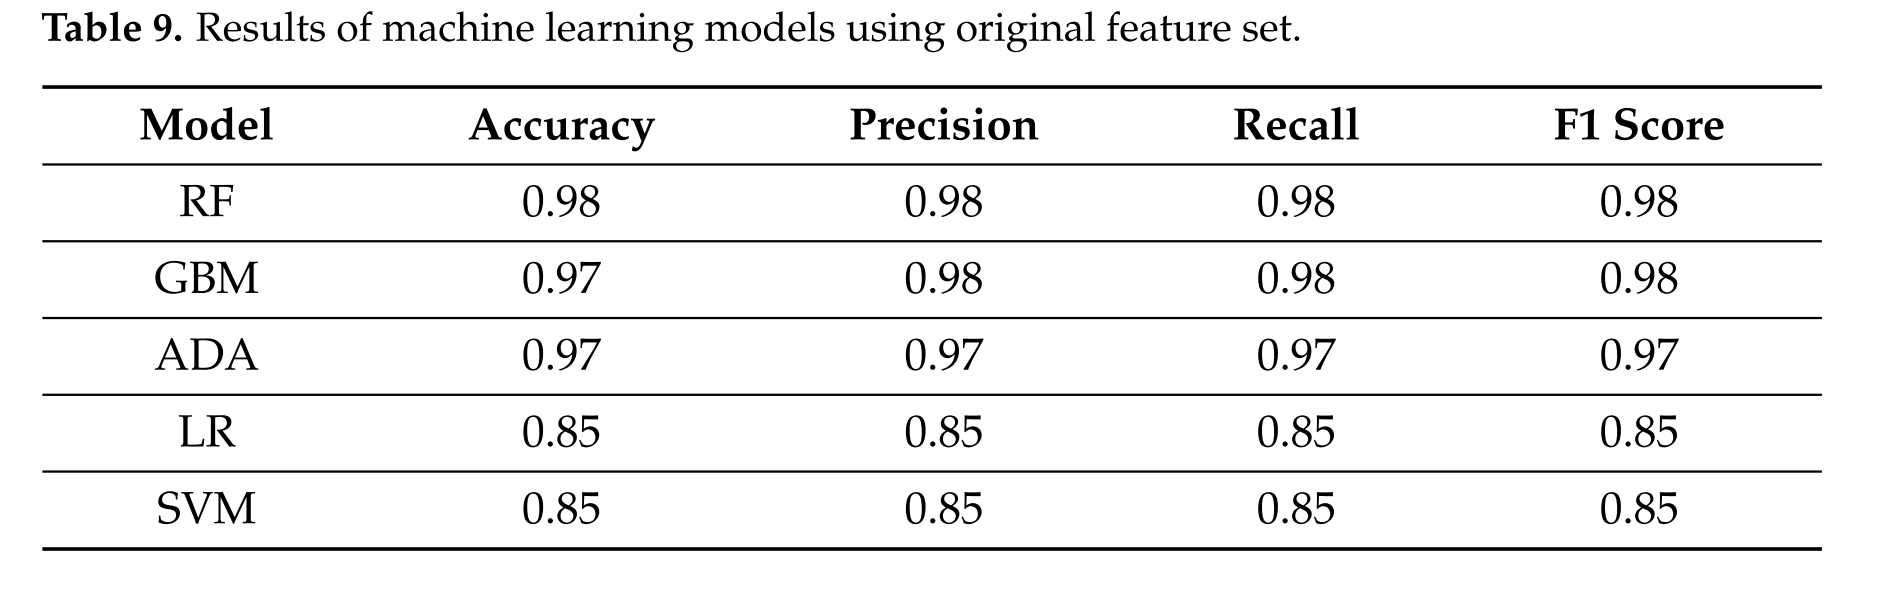 Table 9. Results of machine learning models using original feature set.
Model Accuracy Precision Recall F1 Score
RF 0.98 0.98 0.98 0.98
GBM 0.97 0.98 0.98 0.98
ADA 0.97 0.97 0.97 0.97
LR 0.85 0.85 0.85 0.85
SVM 0.85 0.85 0.85 0.85